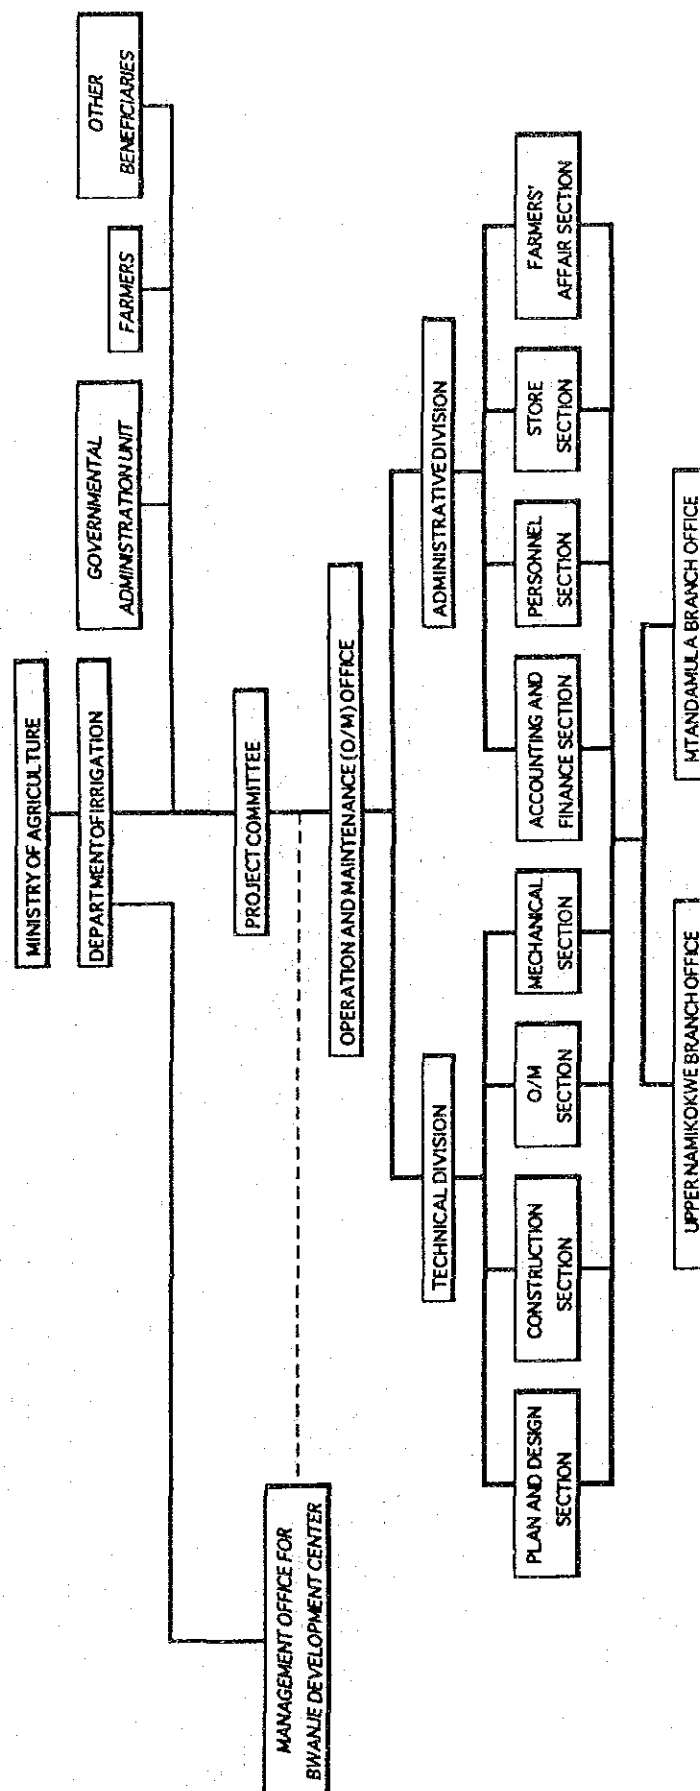 MINISTRY OF AGRICULTURE
DEPARTMENT OF IRRIGATION
GOVERNMENTAL
ADMINISTRATION UNIT
FARMERS
OTHER
BENEFICIARIES
PROJECT COMMITTEE
MANAGEMENT OFFICE FOR
BWANJE DEVELOPMENT CENTER
OPERATION AND MAINTENANCE (O/M) OFFICE
TECHNICAL DIVISION
ADMINISTRATIVE DIVISION
PLAN AND DESIGN
SECTION
CONSTRUCTION
SECTION
O/M
SECTION
MECHANICAL
SECTION
ACCOUNTING AND
FINANCE SECTION
PERSONNEL
SECTION
STORE
SECTION
FARMERS'
AFFAIR SECTION
UPPER NAMIKOKWE BRANCH OFFICE
MTANDAMULA BRANCH OFFICE